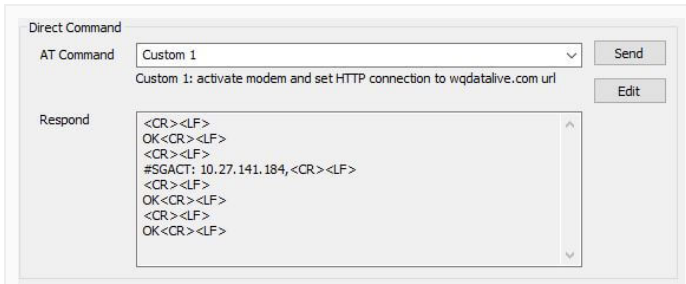 Direct Command
AT Command
Custom 1
Send
Custom 1: activate modem and set HTTP connection to wqdatalive.com url
Edit
Respond
<CR><LF>
OK<CR><LF>
<CR><LF>
#SGACT: 10.27.141.184,<CR><LF>
<CR><LF>
OK<CR><LF>
<CR><LF>
OK<CR><LF>